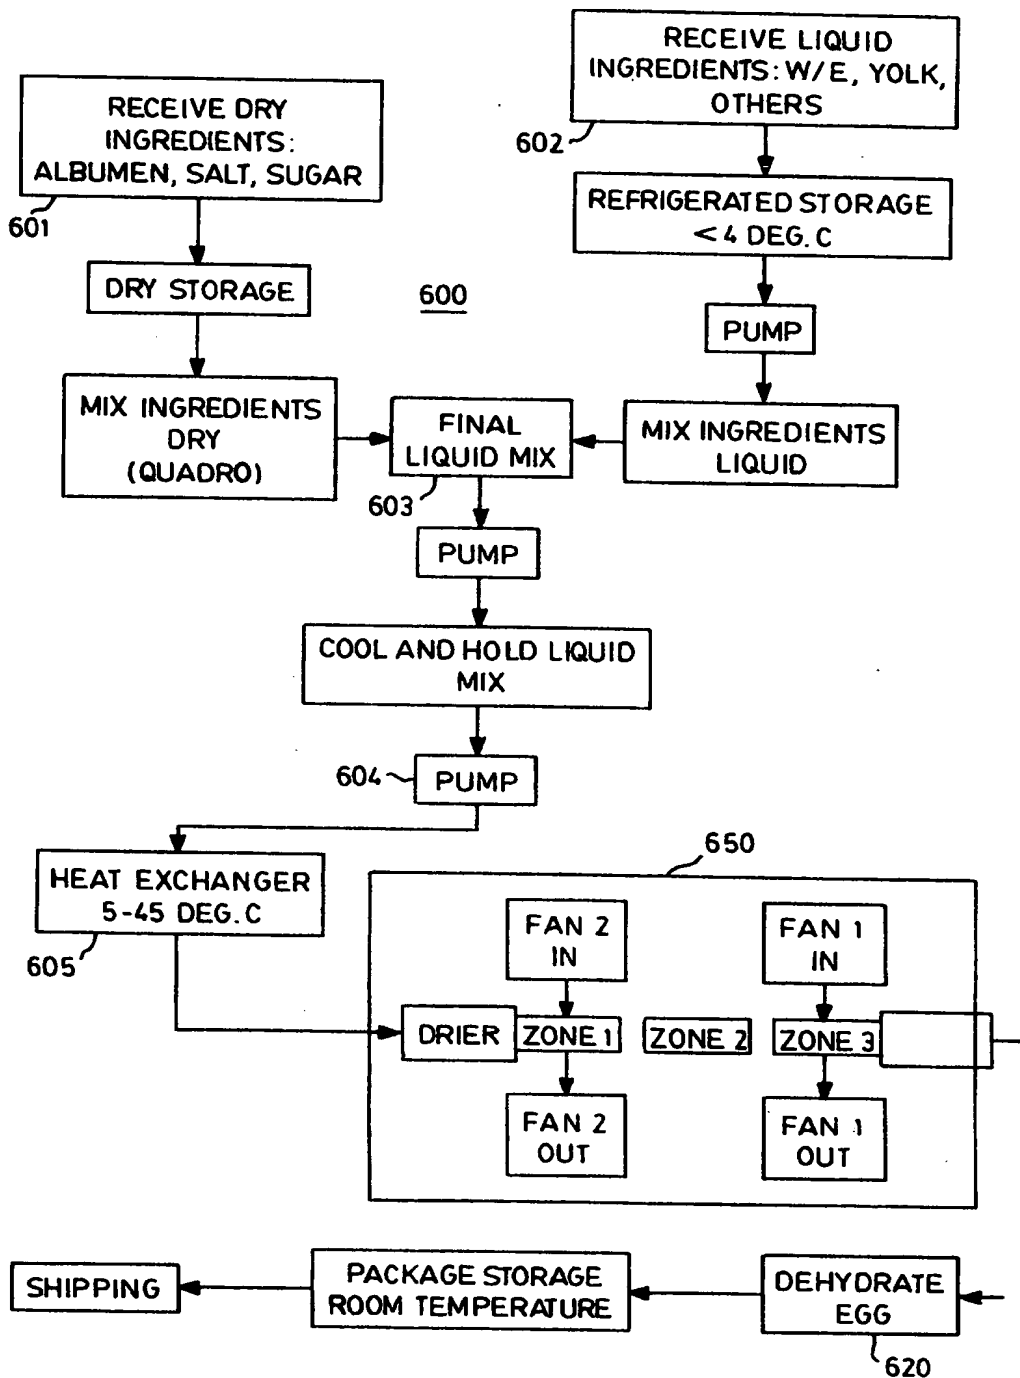 RECEIVE LIQUID
INGREDIENTS: W/E, YOLK,
OTHERS
602
RECEIVE DRY
INGREDIENTS:
ALBUMEN, SALT, SUGAR
601
REFRIGERATED STORAGE
< 4 DEG. C
DRY STORAGE
600
PUMP
MIX INGREDIENTS
DRY
(QUADRO)
FINAL
LIQUID MIX
603
MIX INGREDIENTS
LIQUID
PUMP
COOL AND HOLD LIQUID
MIX
604
PUMP
HEAT EXCHANGER
5-45 DEG. C
605
650
FAN 2
IN
FAN 1
IN
DRIER
ZONE 1
ZONE 2
ZONE 3
FAN 2
OUT
FAN 1
OUT
SHIPPING
PACKAGE STORAGE
ROOM TEMPERATURE
DEHYDRATE
EGG
620